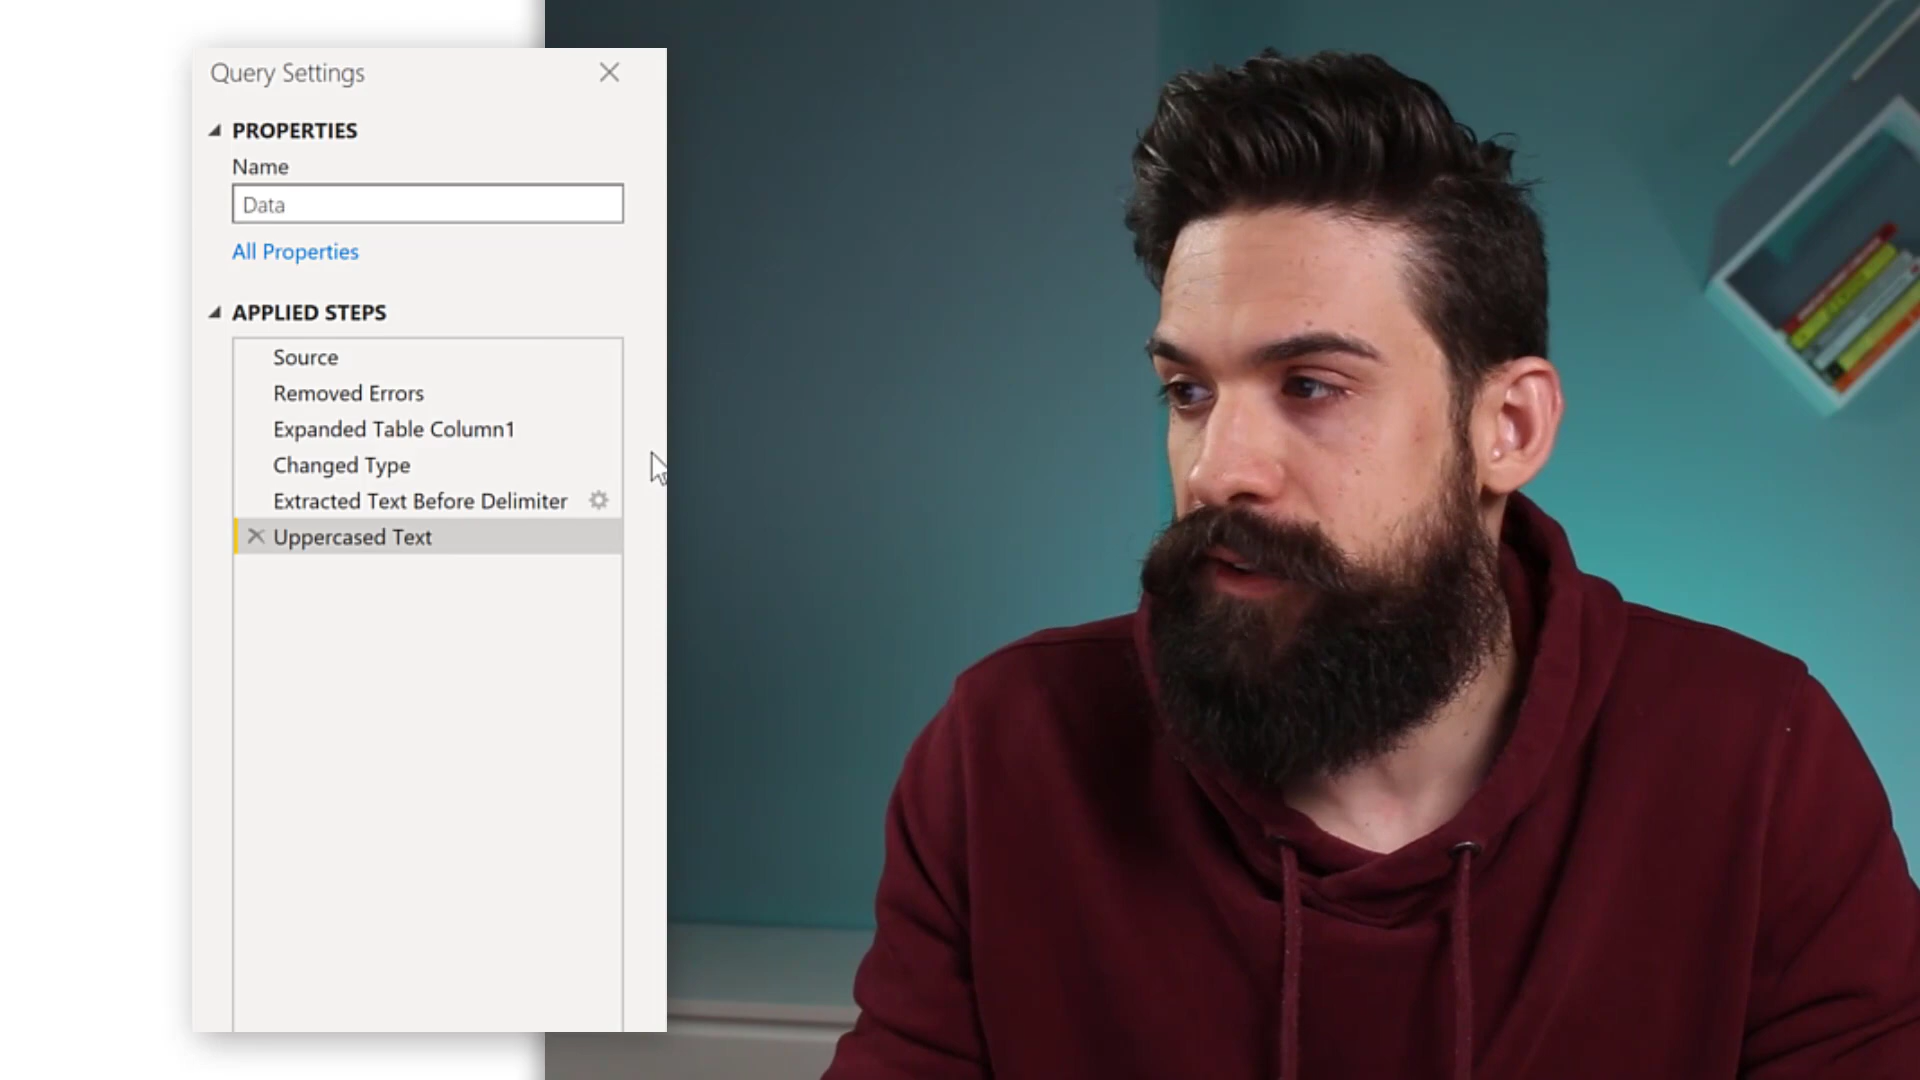 Query Settings
PROPERTIES
Name
Data
All Properties
APPLIED STEPS
Source
Removed Errors
Expanded Table Column1
Changed Type
Extracted Text Before Delimiter
Uppercased Text